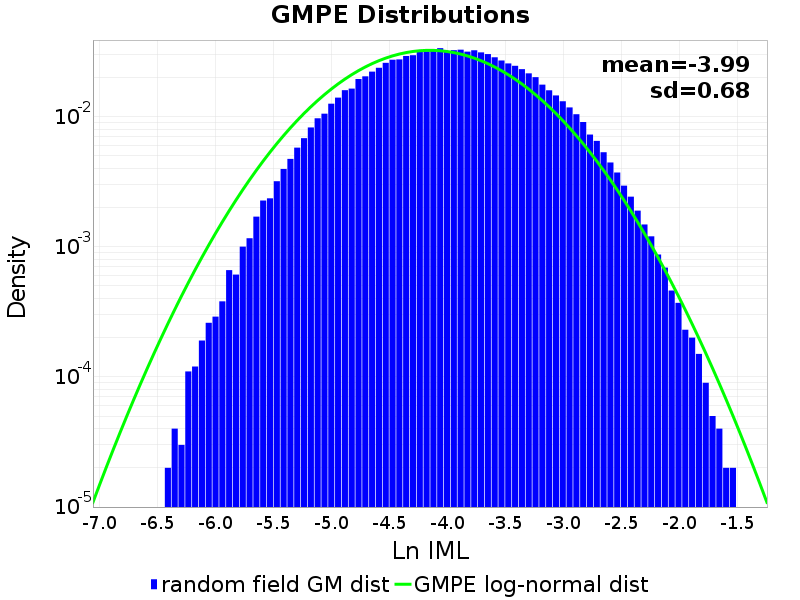 GMPE Distributions
mean=-3.99
sd=0.68
10-2
10-3
10-4
10-5
Density
-7.0 -6.5 -6.0 -5.5 -5.0 -4.5 -4.0 -3.5 -3.0 -2.5 -2.0 -1.5
Ln IML
random field GM dist GMPE log-normal dist